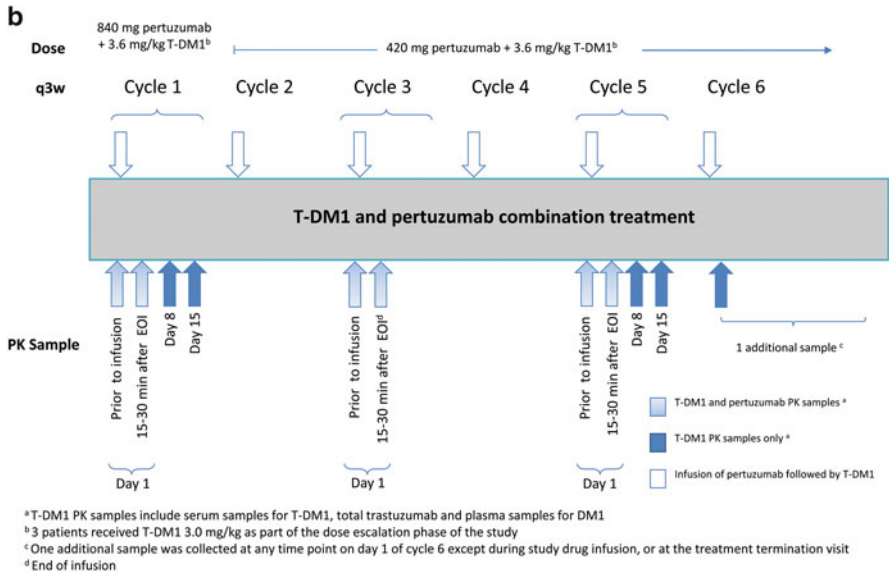 b
840 mg pertuzumab
+ 3.6 mg/kg T-DM1ᵇ
Dose
420 mg pertuzumab + 3.6 mg/kg T-DM1ᵇ
q3w
Cycle 1
Cycle 2
Cycle 3
Cycle 4
Cycle 5
Cycle 6
T-DM1 and pertuzumab combination treatment
PK Sample
Prior to infusion
15-30 min after EOI
Day 8
Day 15
Day 1
Prior to infusion
15-30 min after EOIᵈ
Day 1
Prior to infusion
15-30 min after EOI
Day 8
Day 15
Day 1
1 additional sample ᶜ
T-DM1 and pertuzumab PK samples ᵃ
T-DM1 PK samples only ᵃ
Infusion of pertuzumab followed by T-DM1
ᵃ T-DM1 PK samples include serum samples for T-DM1, total trastuzumab and plasma samples for DM1
ᵇ 3 patients received T-DM1 3.0 mg/kg as part of the dose escalation phase of the study
ᶜ One additional sample was collected at any time point on day 1 of cycle 6 except during study drug infusion, or at the treatment termination visit
ᵈ End of infusion